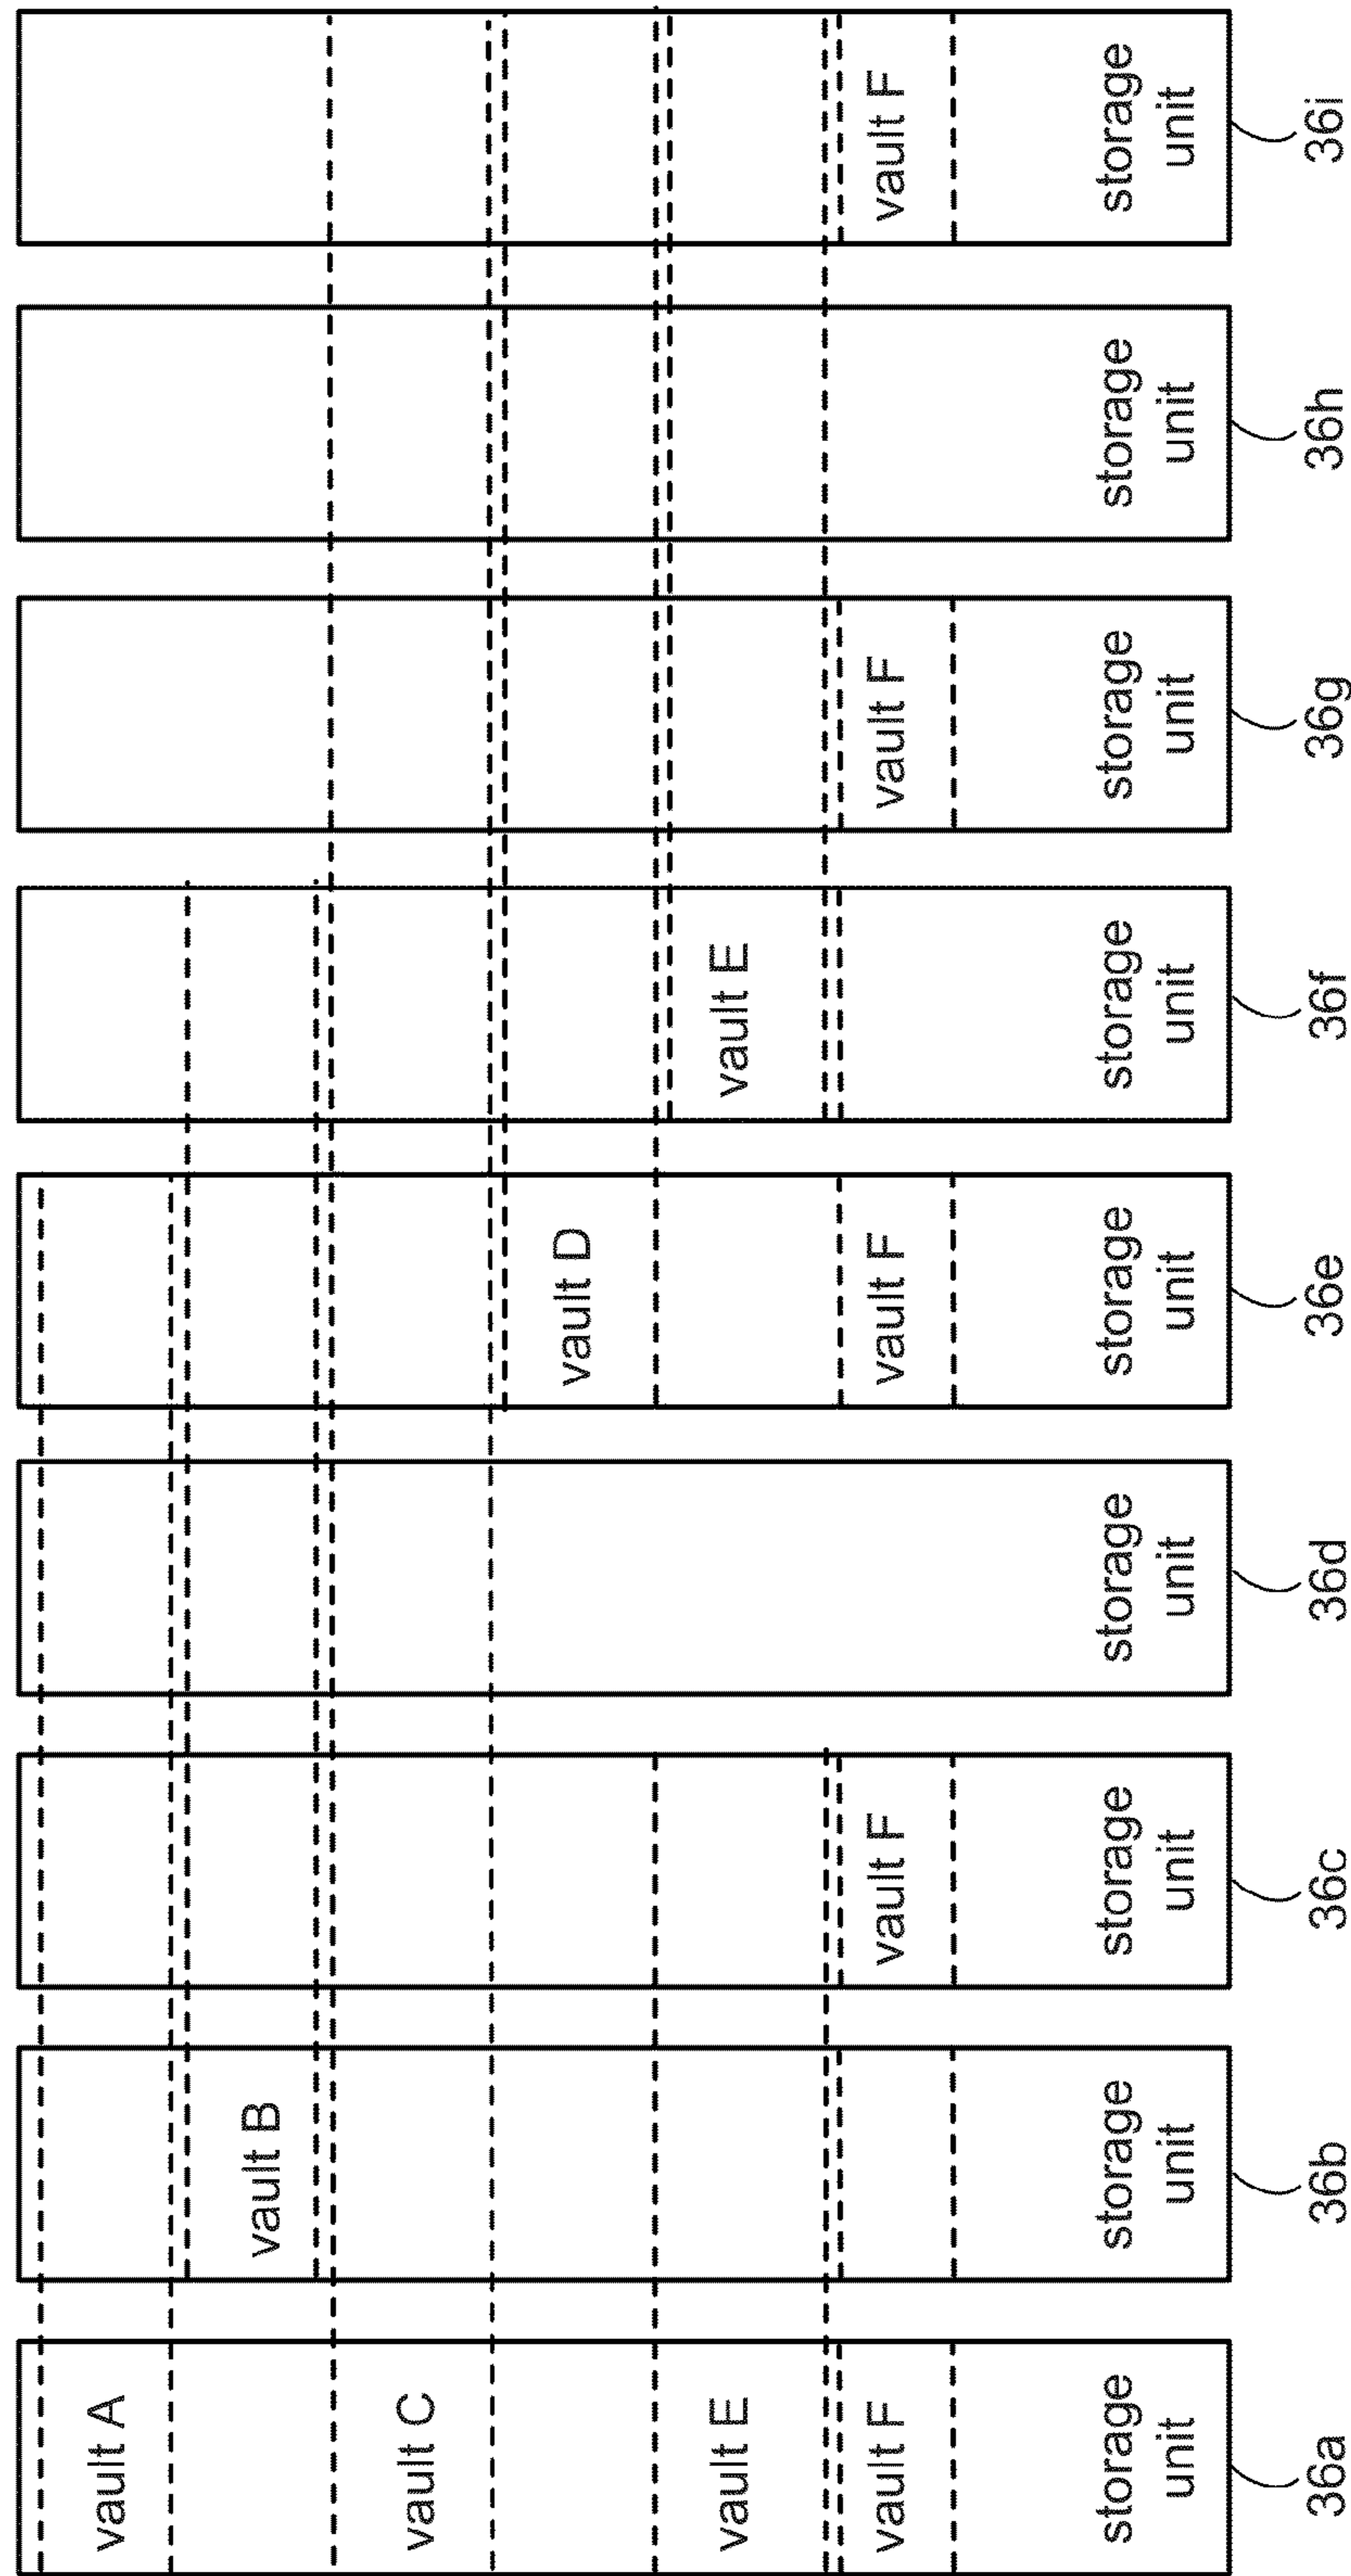 vault A
vault B
vault C
vault D
vault E
vault E
vault F
vault F
vault F
vault F
vault F
storage
unit
storage
unit
storage
unit
storage
unit
storage
unit
storage
unit
storage
unit
storage
unit
storage
unit
36a
36b
36c
36d
36e
36f
36g
36h
36i